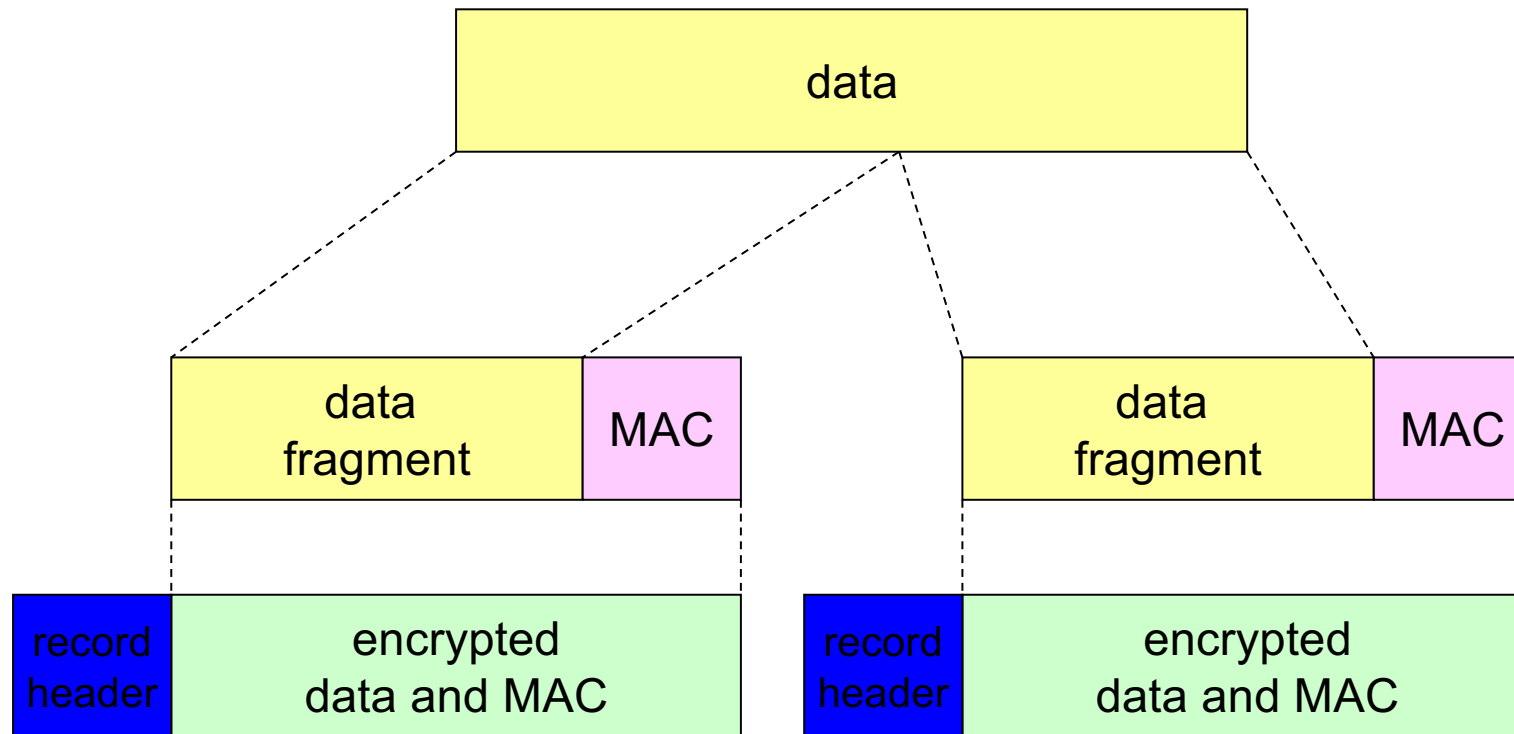 data
data
fragment
MAC
data
fragment
MAC
record
header
encrypted
data and MAC
record
header
encrypted
data and MAC